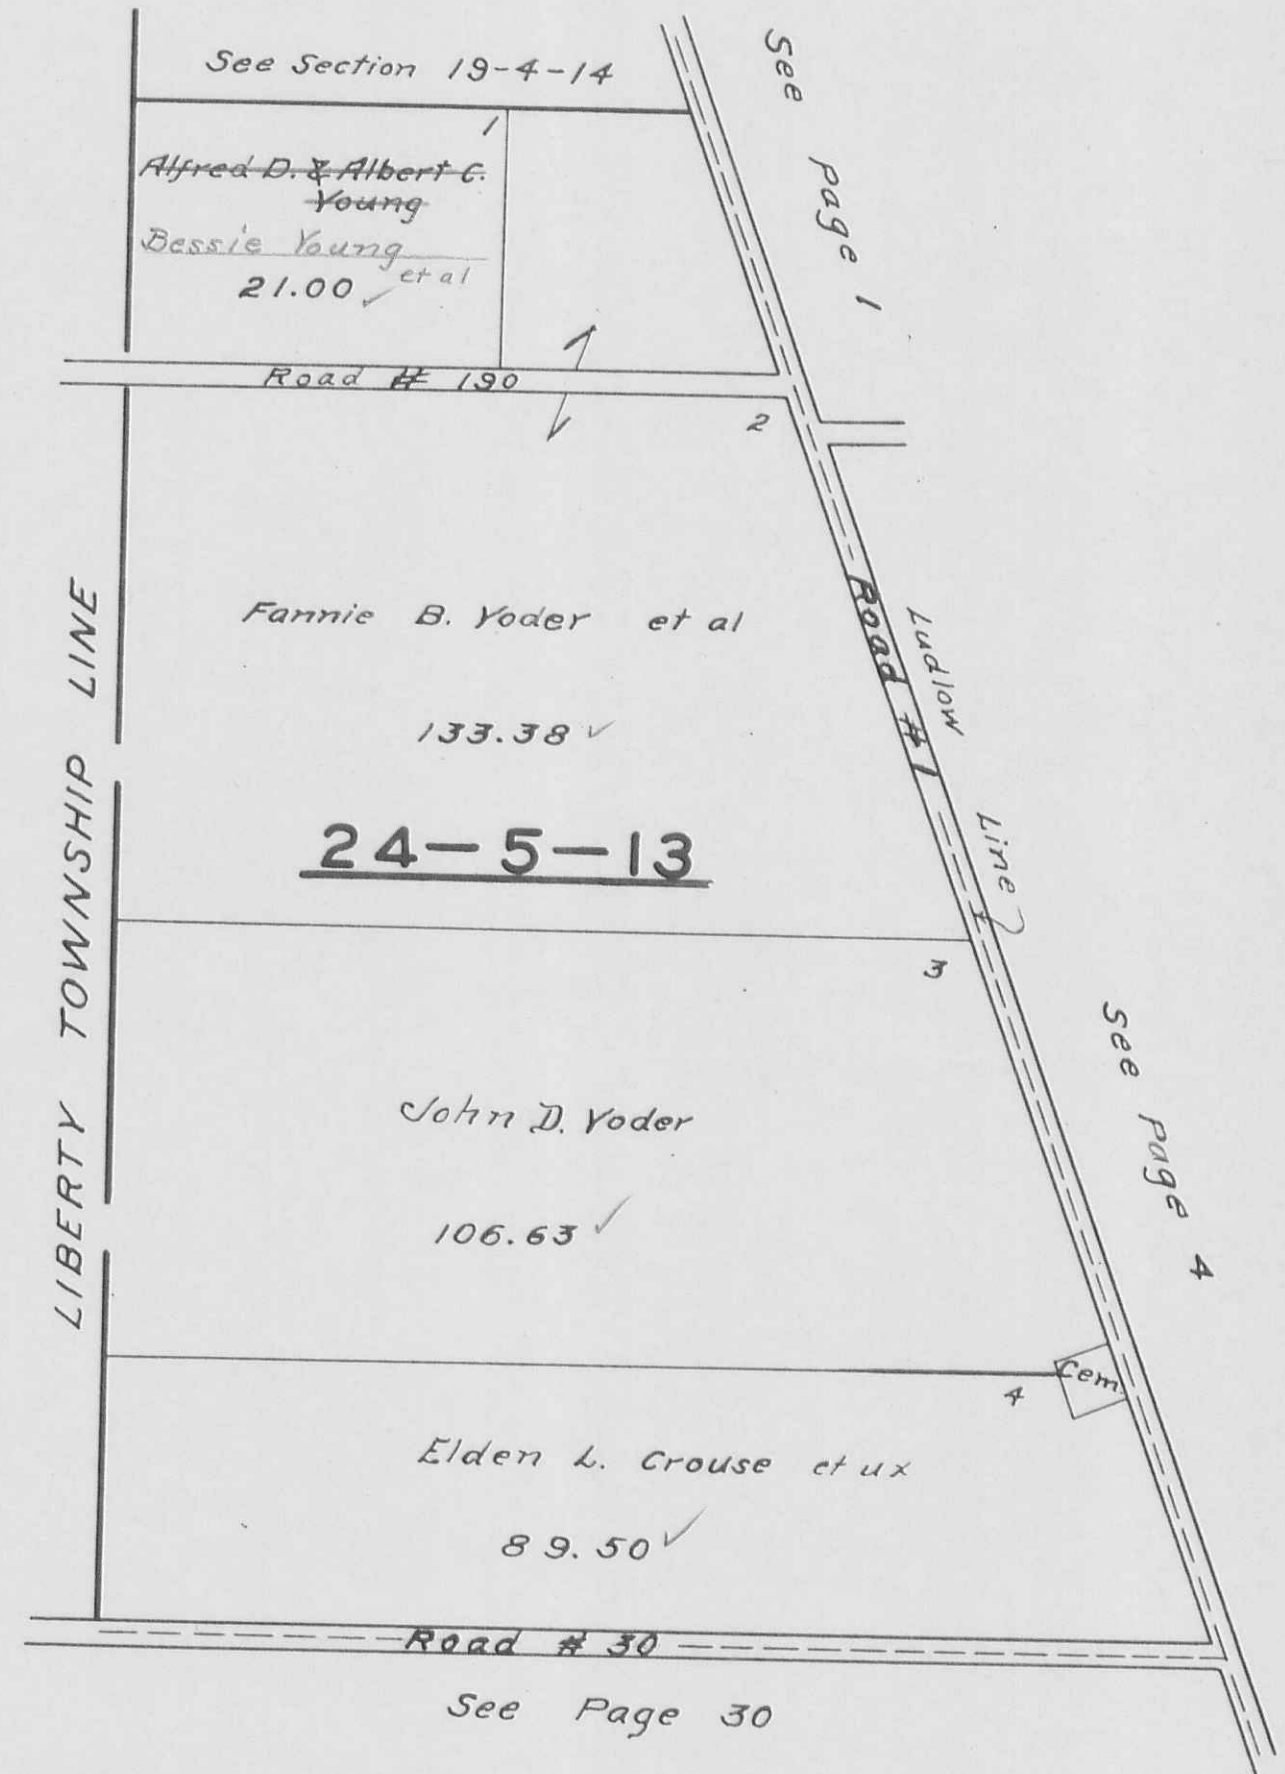 See Section 19-4-14
1
Alfred D. & Albert C.
Young
Bessie Young
et al
21.00 ✓
See Page 1
Road # 190
2
Fannie B. Yoder et al
133.38 ✓
24-5-13
LIBERTY TOWNSHIP LINE
Road # 1
Ludlow Line
3
See Page 4
John D. Yoder
106.63 ✓
Cem.
4
Elden L. Crouse et ux
89.50 ✓
Road # 30
See Page 30